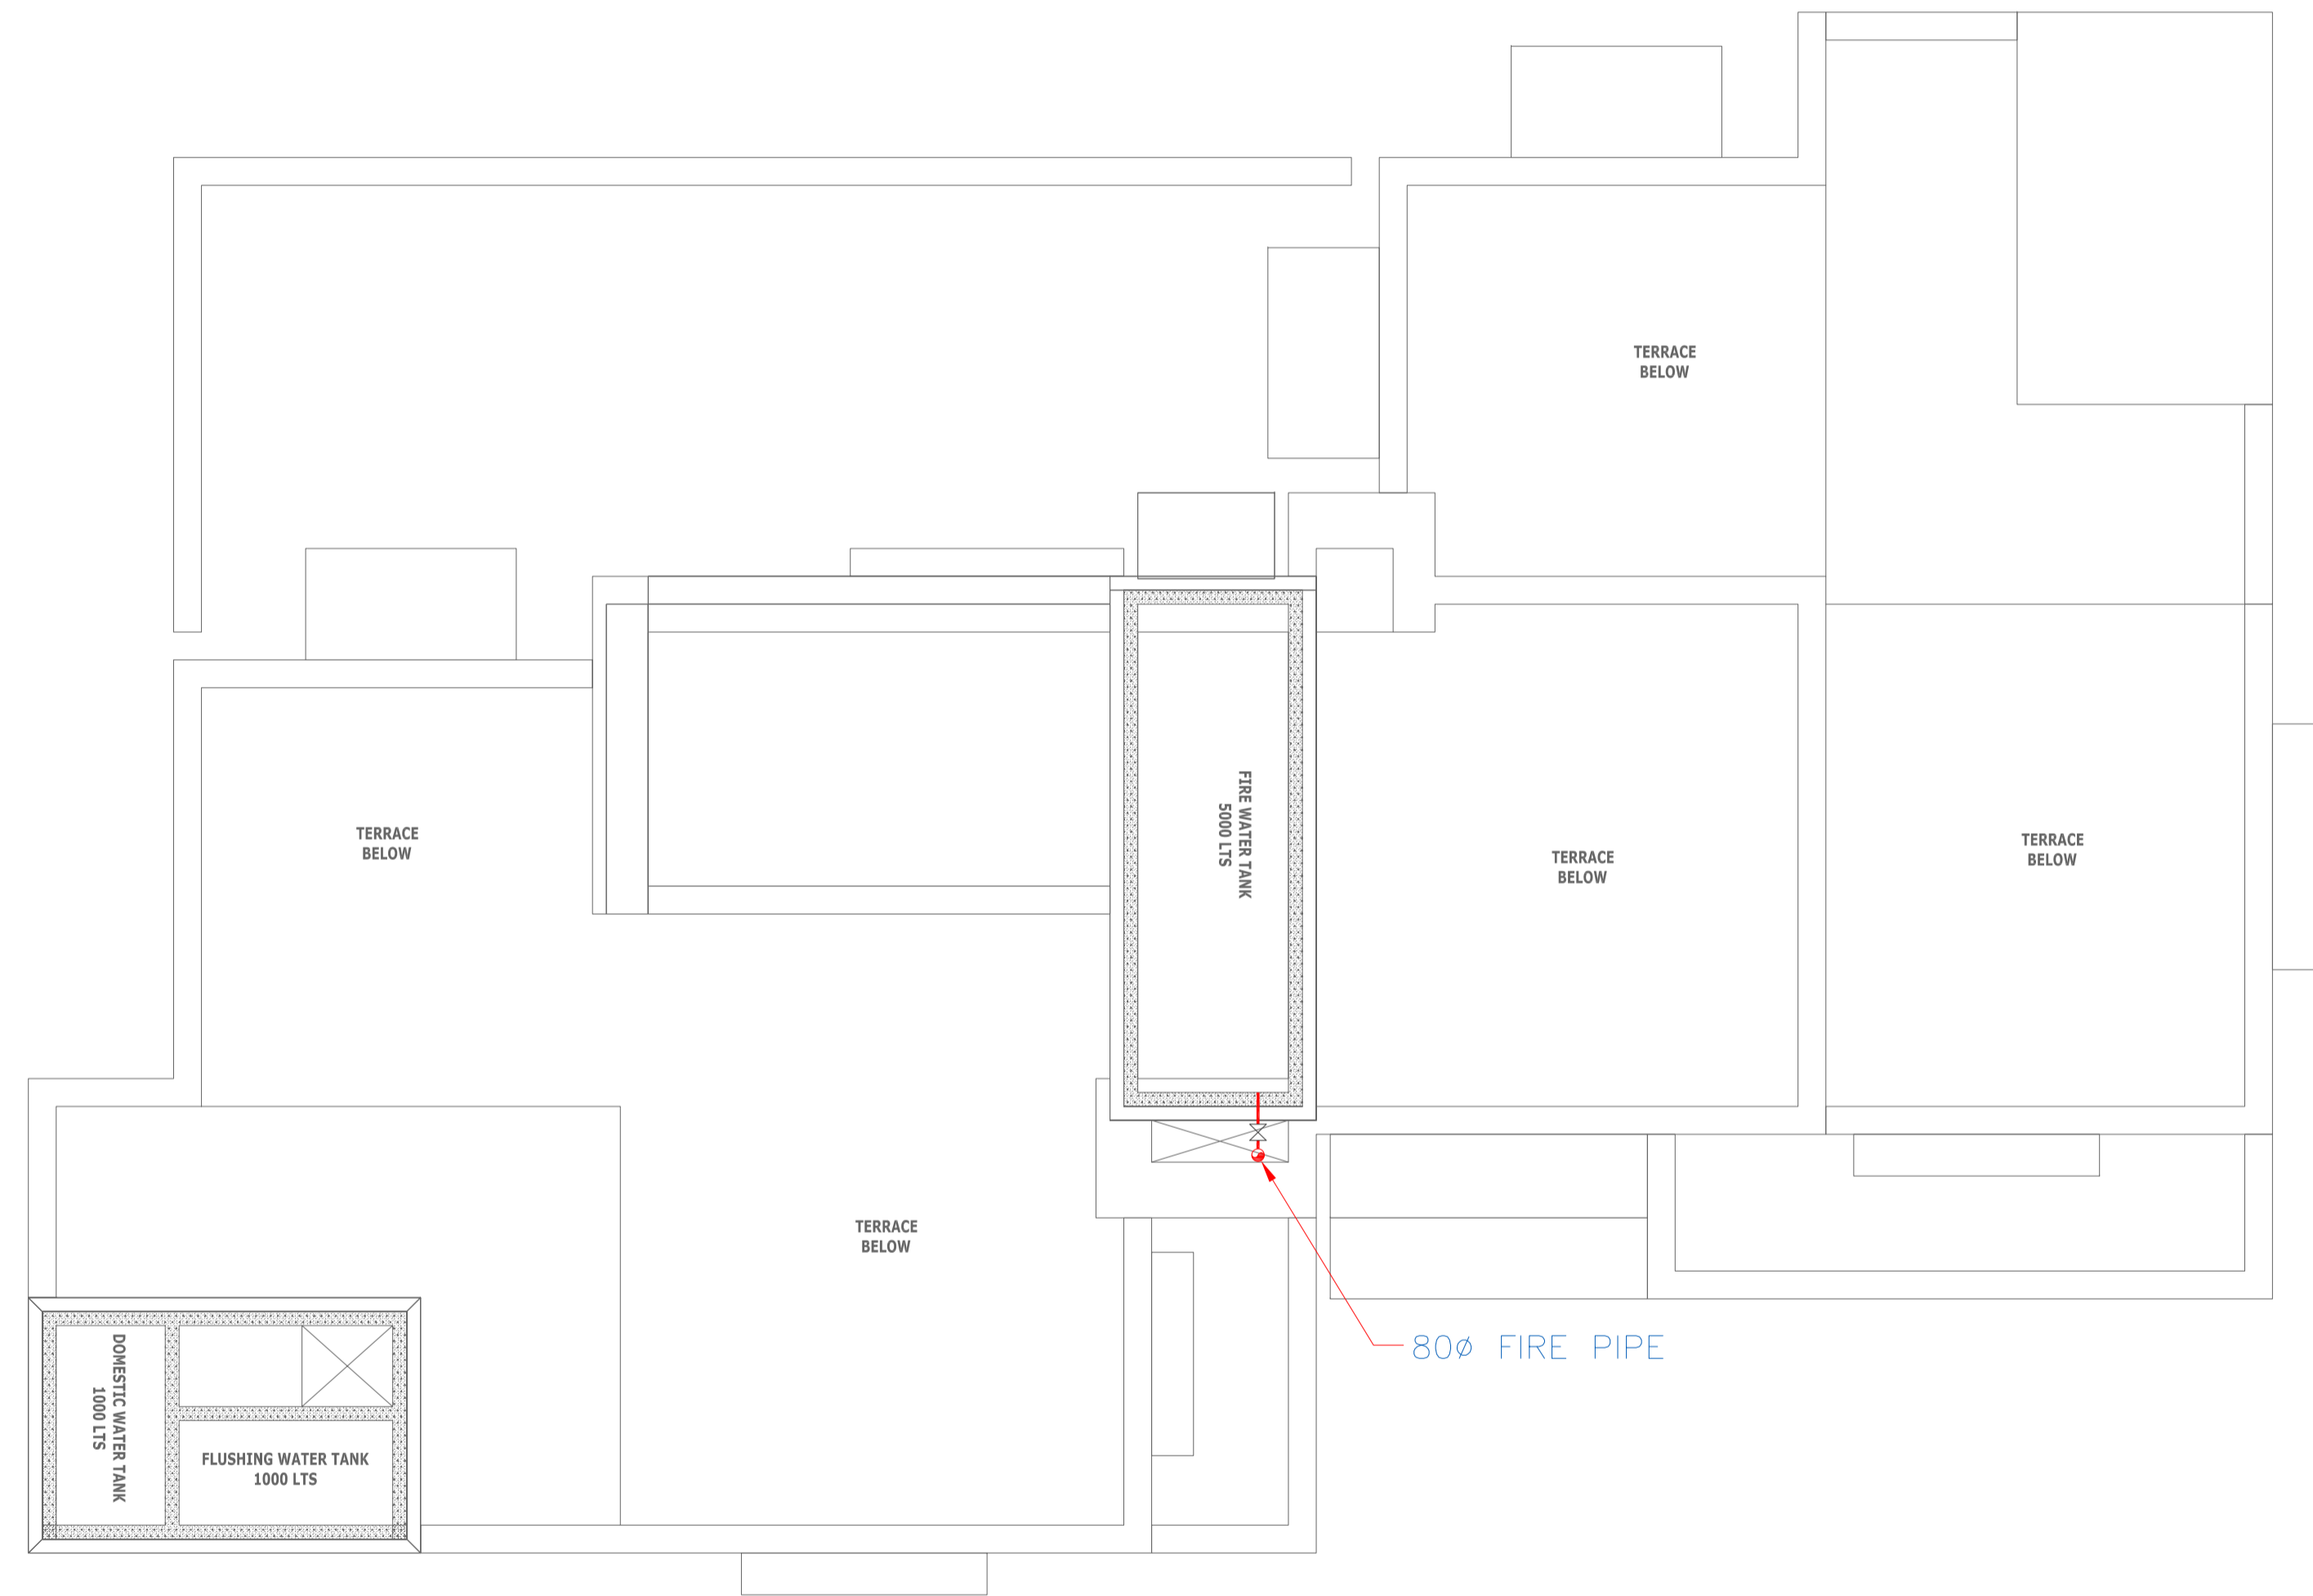 TERRACE
BELOW
FIRE WATER TANK
5000 LTS
TERRACE
BELOW
TERRACE
BELOW
TERRACE
BELOW
TERRACE
BELOW
80ø FIRE PIPE
DOMESTIC WATER TANK
1000 LTS
FLUSHING WATER TANK
1000 LTS